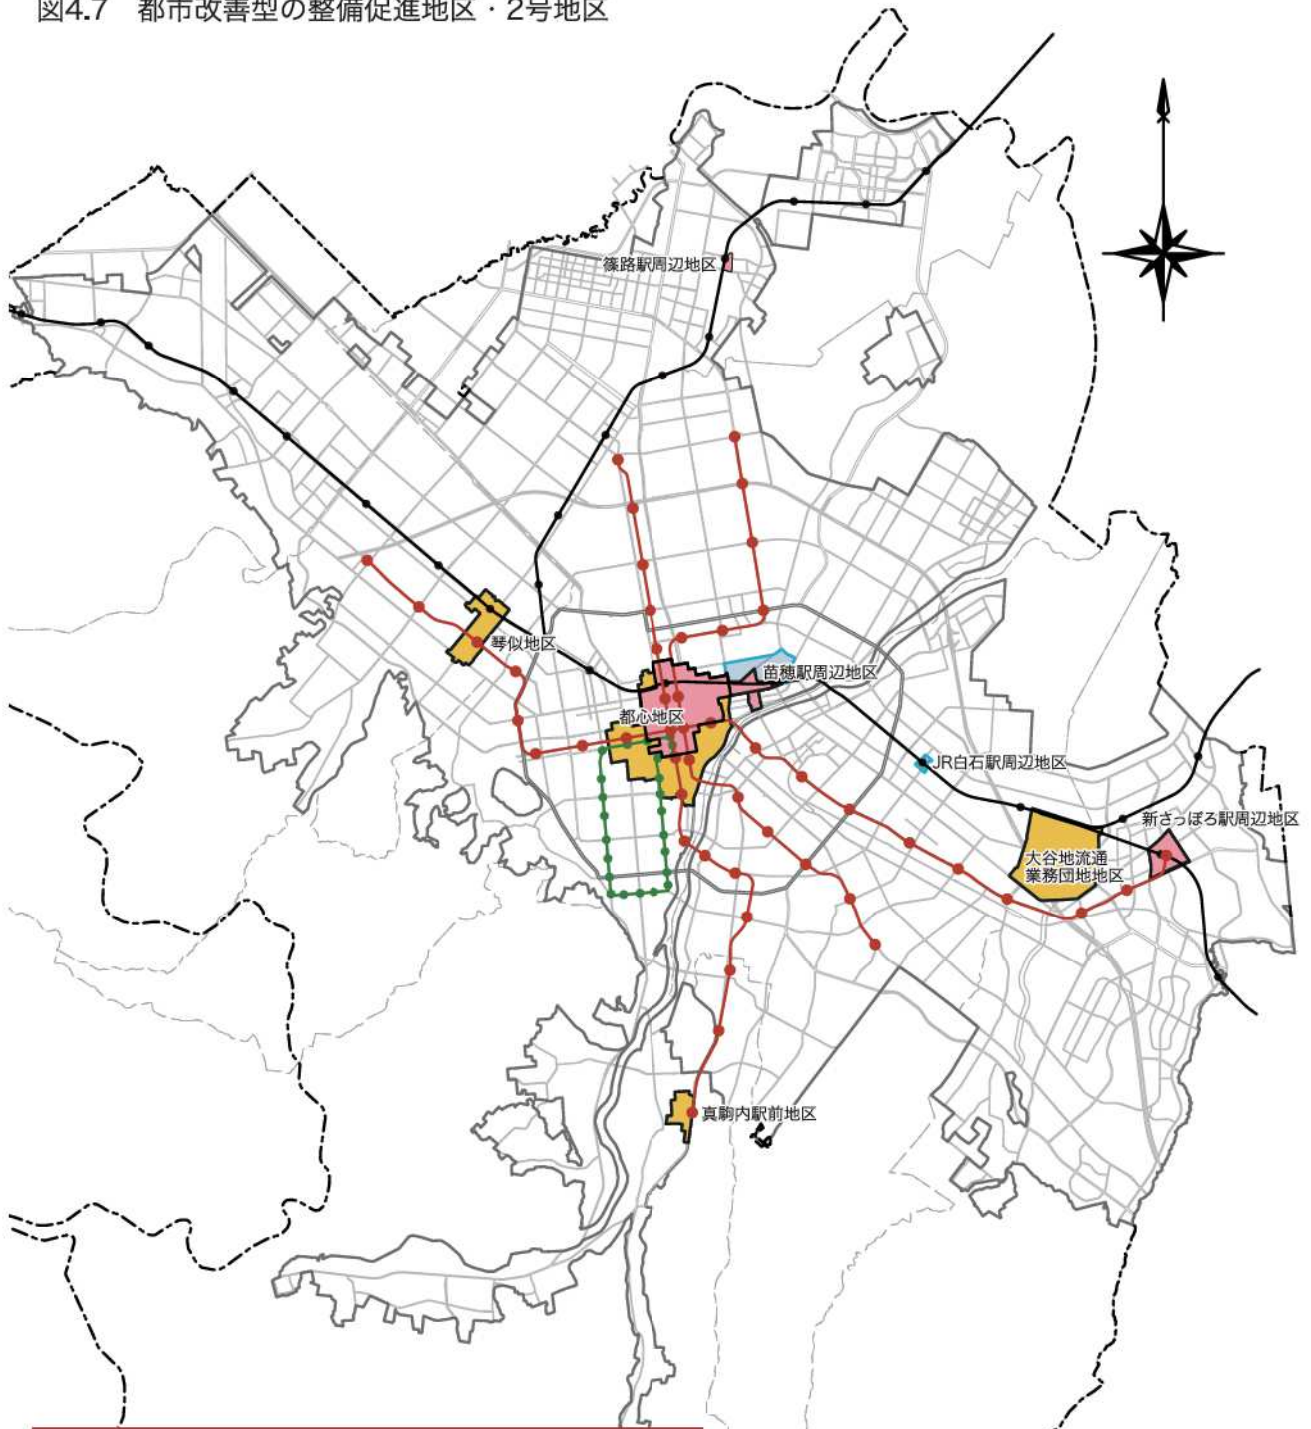 図4.7 都市改善型の整備促進地区・2号地区
篠路駅周辺地区
琴似地区
苗穂駅周辺地区
都心地区
JR白石駅周辺地区
新さっぽろ駅周辺地区
大谷地流通
業務団地地区
真駒内駅前地区